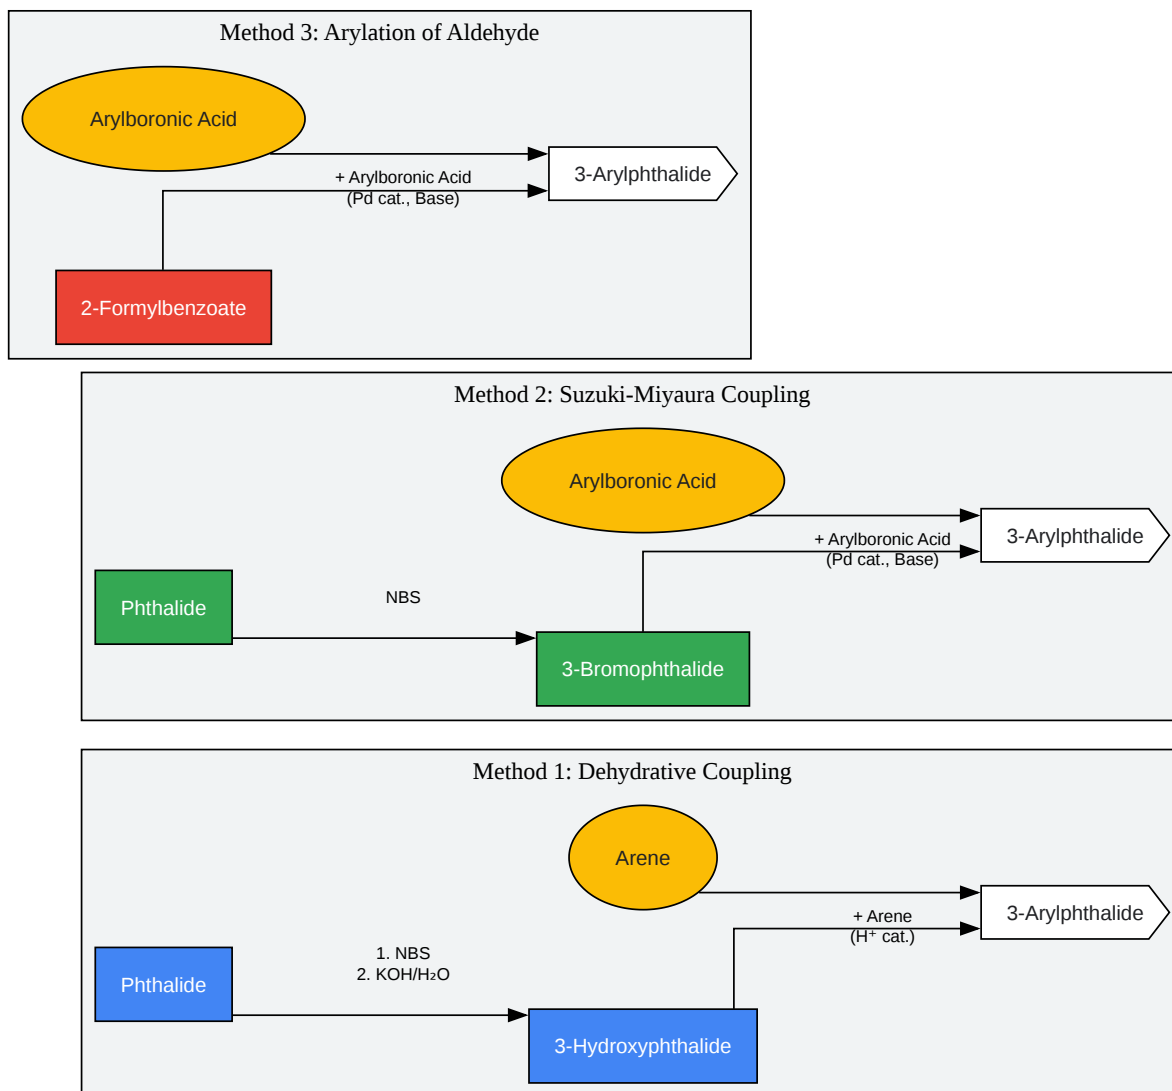 Method 3: Arylation of Aldehyde
Arylboronic Acid
+ Arylboronic Acid
(Pd cat., Base)
3-Arylphthalide
2-Formylbenzoate
Method 2: Suzuki-Miyaura Coupling
Arylboronic Acid
+ Arylboronic Acid
(Pd cat., Base)
3-Arylphthalide
Phthalide
NBS
3-Bromophthalide
Method 1: Dehydrative Coupling
Arene
+ Arene
(H⁺ cat.)
3-Arylphthalide
Phthalide
1. NBS
2. KOH/H₂O
3-Hydroxyphthalide